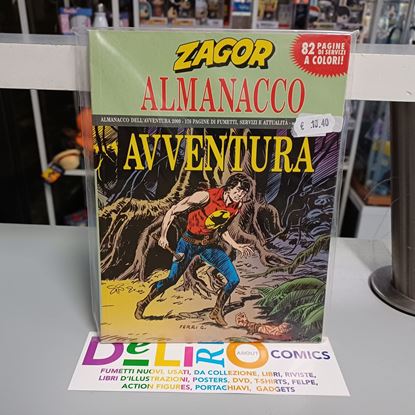 ZAGOR
82 PAGINE
DI SERVIZI
A COLORI!
ALMANACCO
ALMANACCO DELL'AVVENTURA 2009 - 176 PAGINE DI FUMETTI, SERVIZI E ATTUALITÀ
€ 10,40
AVVENTURA
FERRI G.
DELIRO
ABOUT
COMICS
FUMETTI NUOVI, USATI, DA COLLEZIONE, LIBRI, RIVISTE,
LIBRI D'ILLUSTRAZIONI, POSTERS, DVD, T-SHIRTS, FELPE,
ACTION FIGURES, PORTACHIAVI, GADGETS